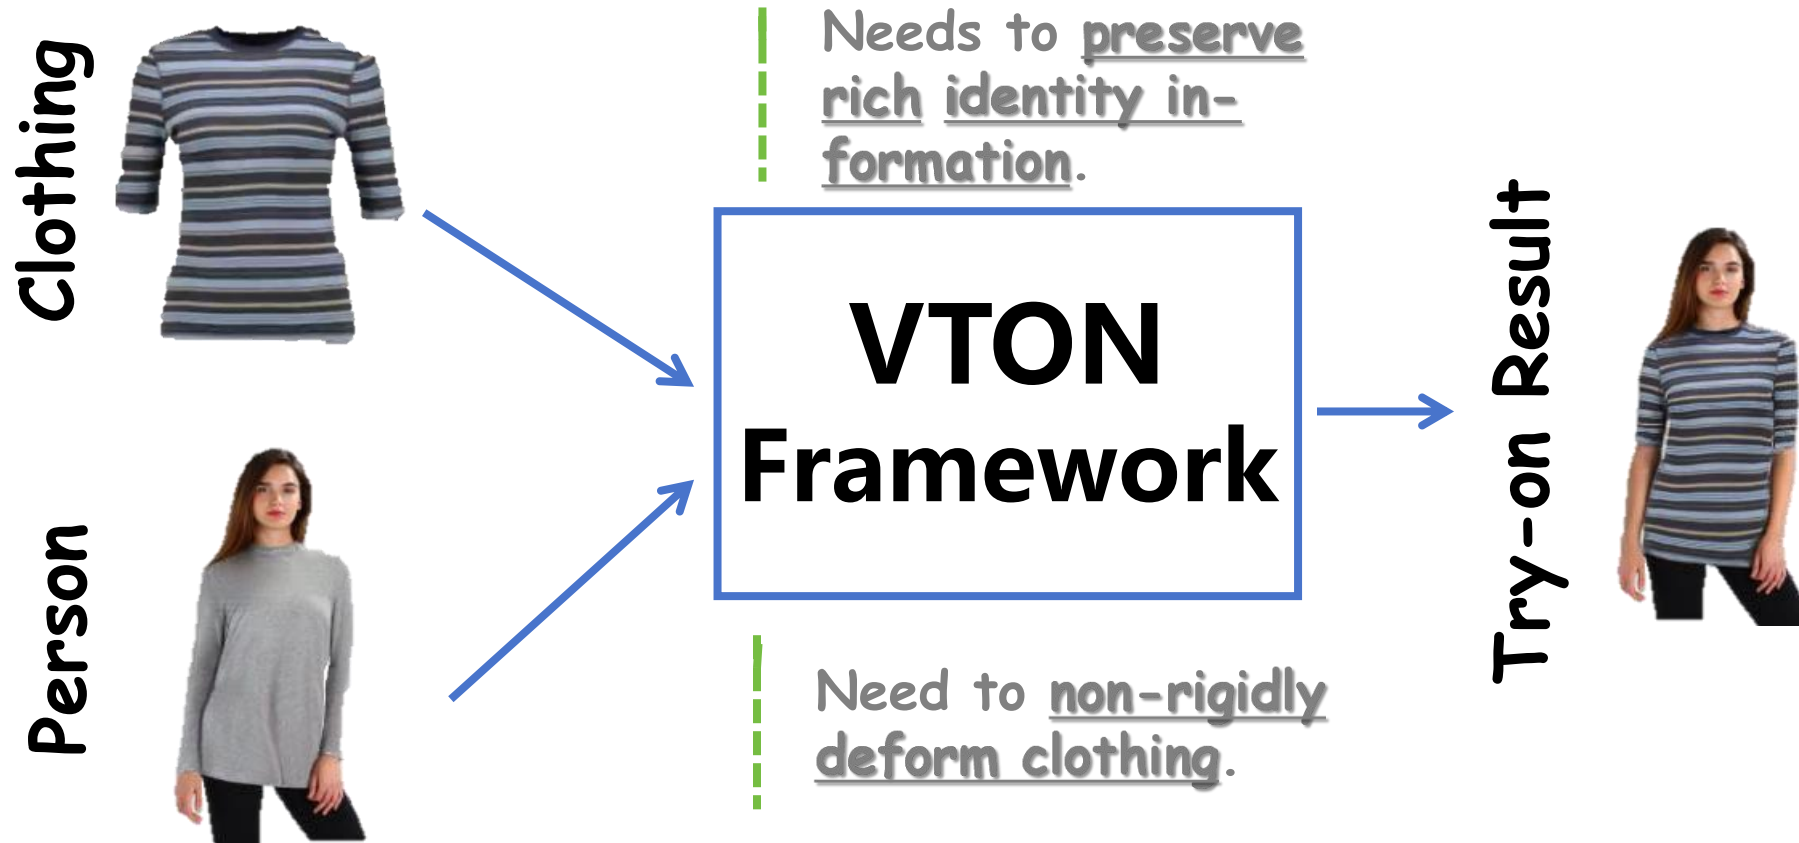 Clothing
Needs to preserve
rich identity in-
formation.
VTON
Framework
Person
Need to non-rigidly
deform clothing.
Try-on Result